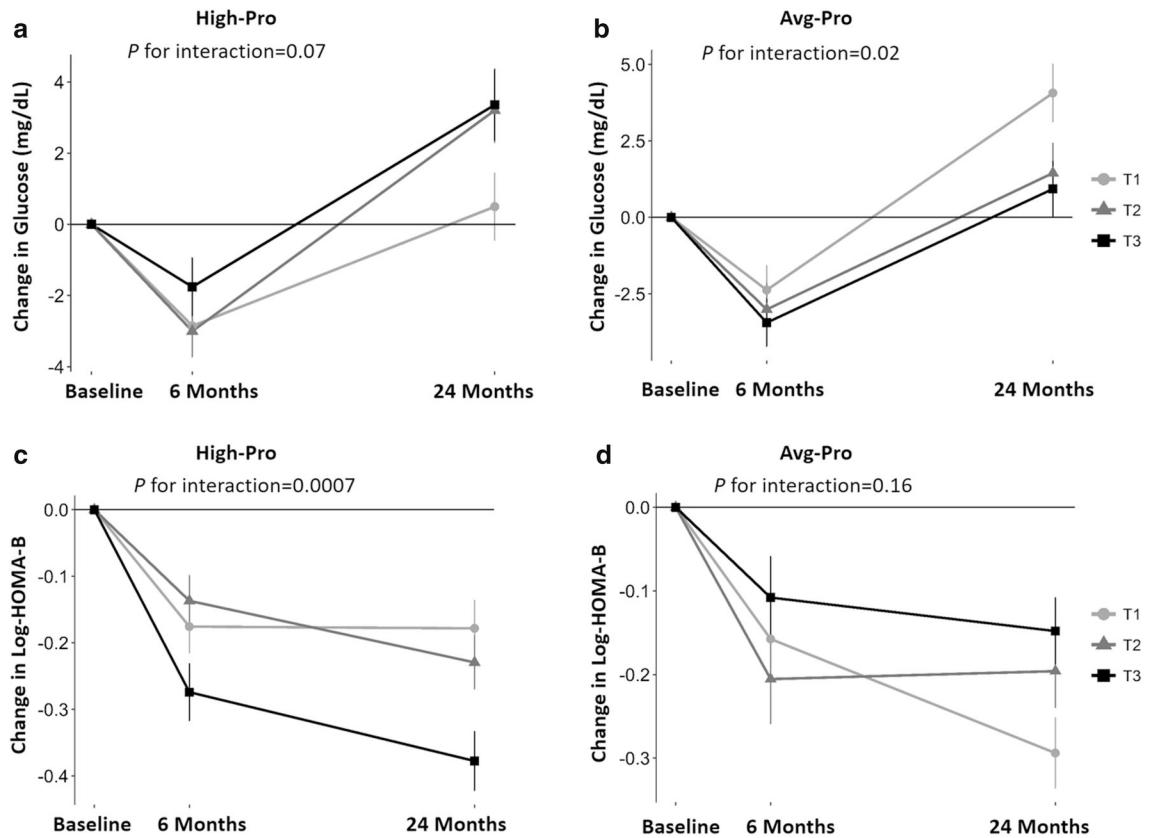 a
High-Pro
P for interaction=0.07
Change in Glucose (mg/dL)
4
2
0
-2
-4
Baseline 6 Months 24 Months
b
Avg-Pro
P for interaction=0.02
Change in Glucose (mg/dL)
5.0
2.5
0.0
-2.5
Baseline 6 Months 24 Months
T1
T2
T3
c
High-Pro
P for interaction=0.0007
Change in Log-HOMA-B
0.0
-0.1
-0.2
-0.3
-0.4
Baseline 6 Months 24 Months
d
Avg-Pro
P for interaction=0.16
Change in Log-HOMA-B
0.0
-0.1
-0.2
-0.3
Baseline 6 Months 24 Months
T1
T2
T3